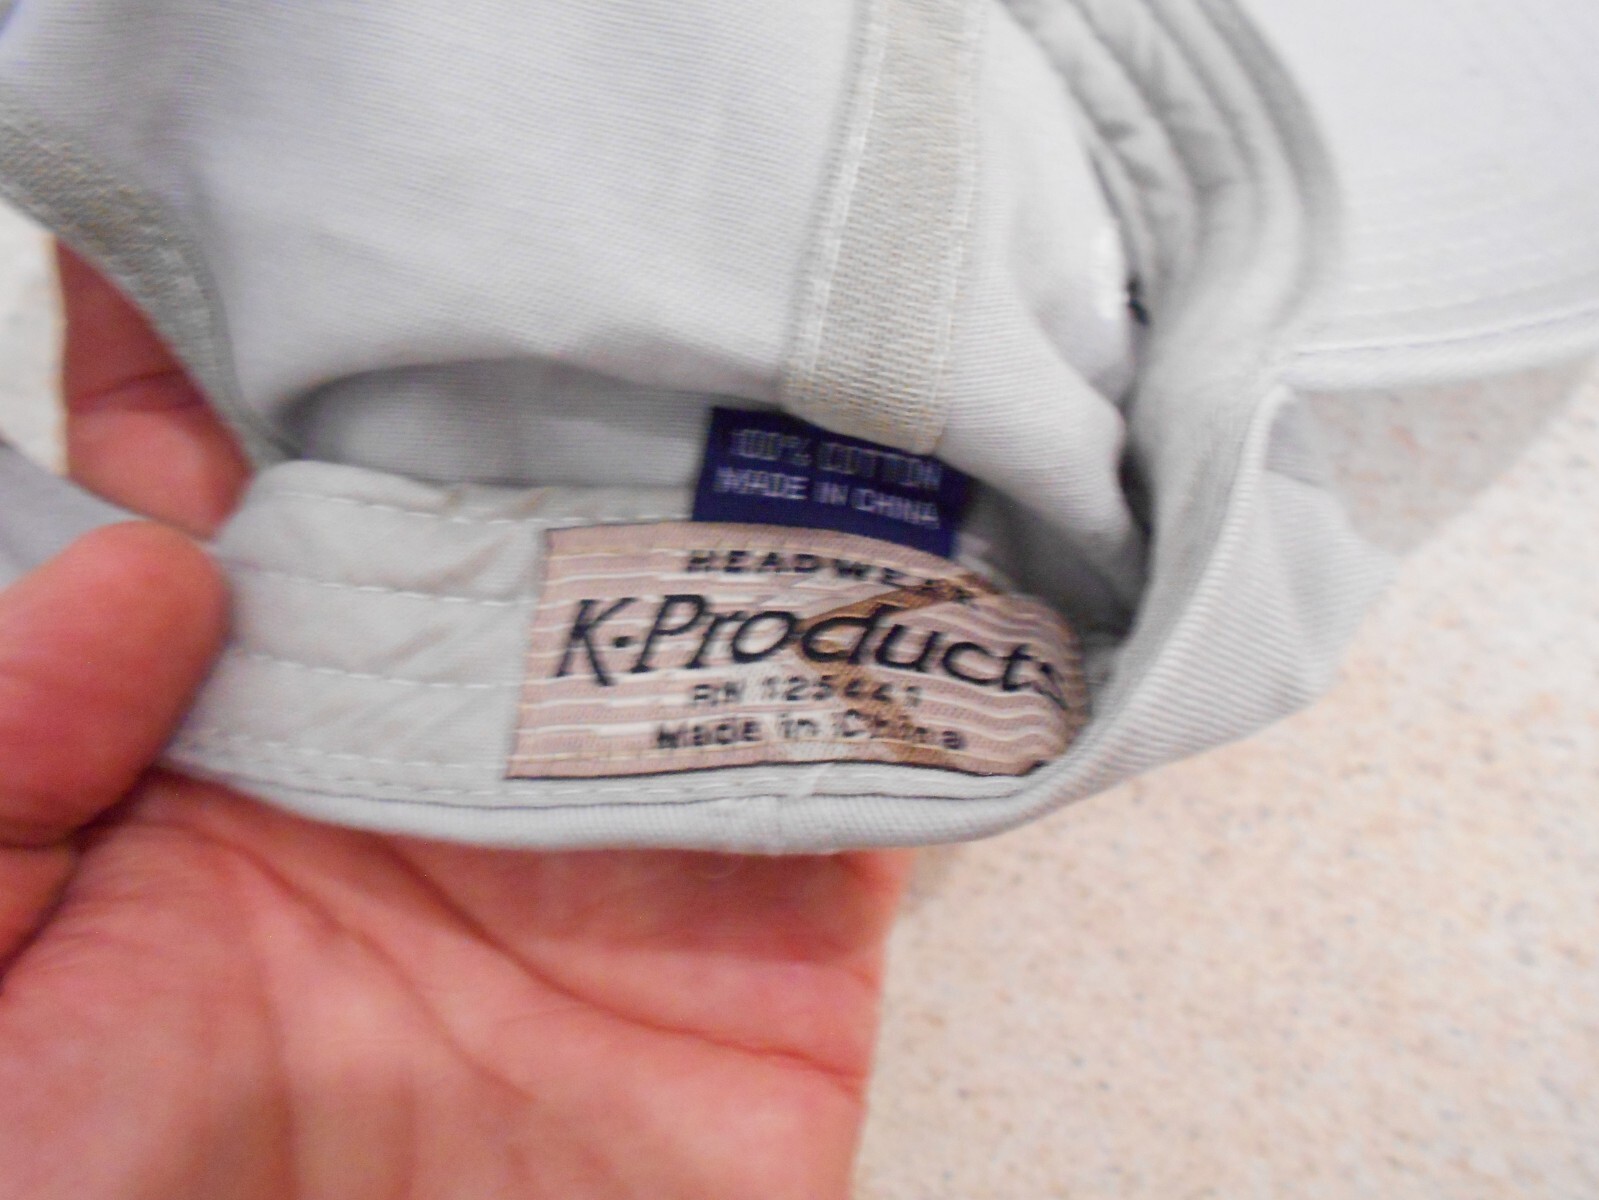 100% COTTON
MADE IN CHINA
HEADWEAR
K-Products
RN 125441
Made in China